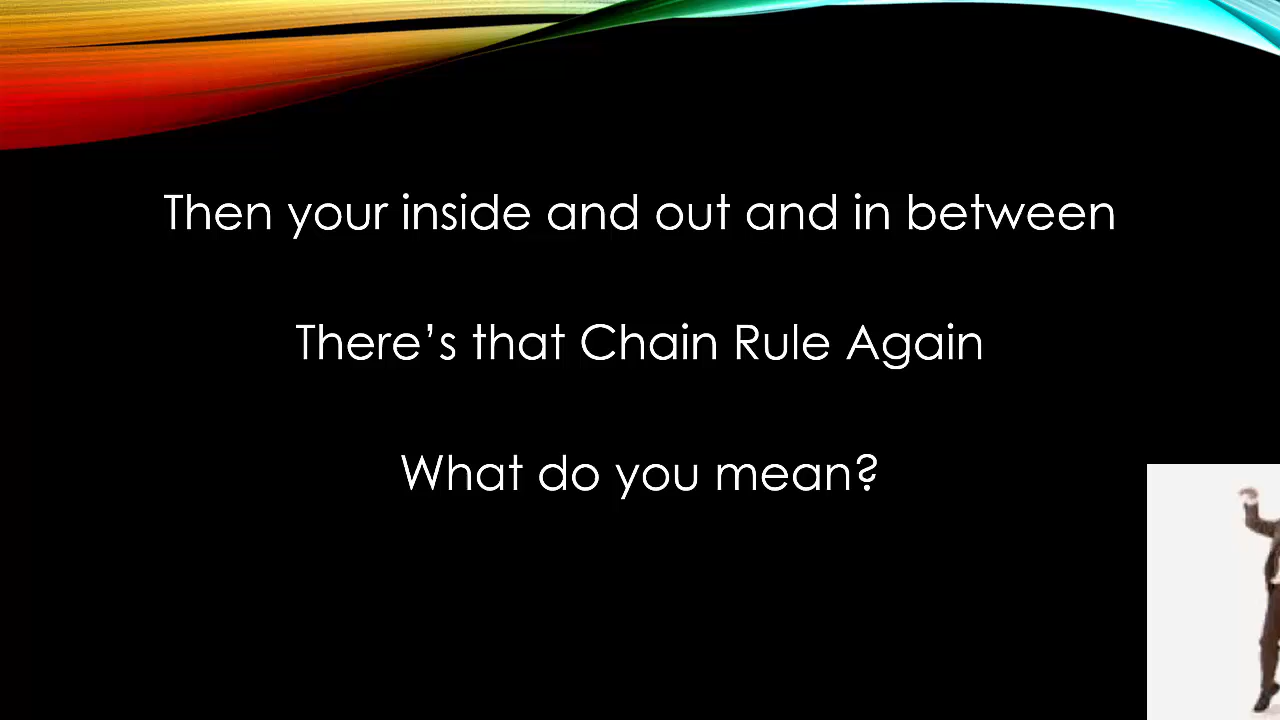 Then your inside and out and in between
There’s that Chain Rule Again
What do you mean?